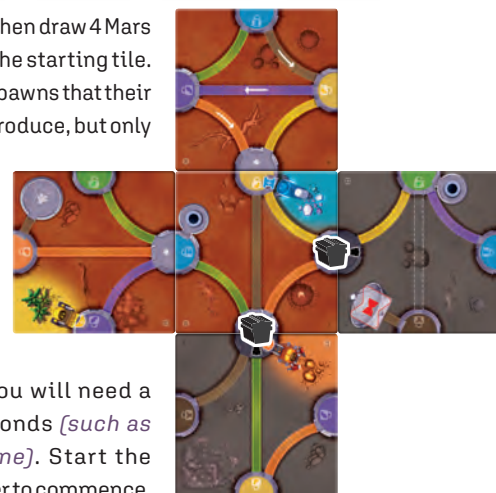 hen draw 4 Mars
he starting tile.
pawns that their
roduce, but only
ou will need a
onds (such as
ne). Start the
er to commence.